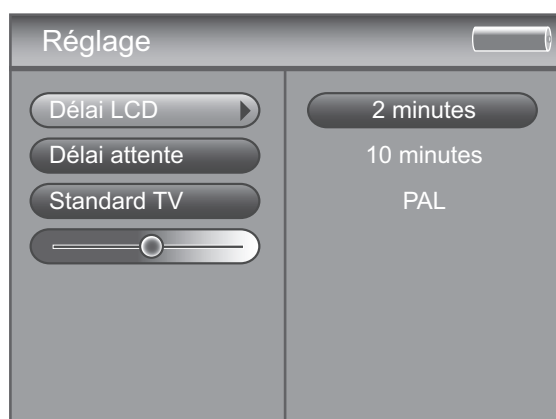 Réglage
Délai LCD
2 minutes
Délai attente
10 minutes
Standard TV
PAL